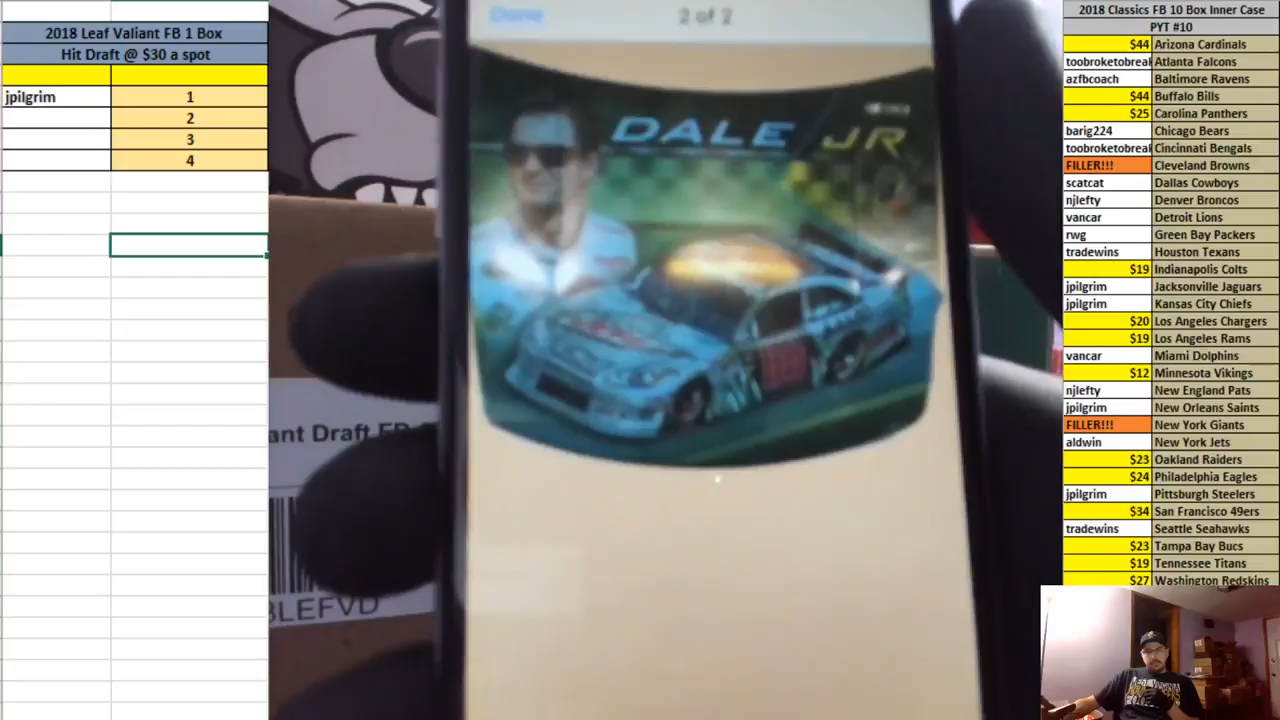 2018 Leaf Valiant FB 1 Box
Hit Draft @ $30 a spot
jpilgrim 1
2
3
4
Done
2 of 2
DALE JR
ant Draft FB
BLEFVD
2018 Classics FB 10 Box Inner Case
PYT #10
$44 Arizona Cardinals
toobroketobreak Atlanta Falcons
azfbcoach Baltimore Ravens
$44 Buffalo Bills
$25 Carolina Panthers
barig224 Chicago Bears
toobroketobreak Cincinnati Bengals
FILLER!!! Cleveland Browns
scatcat Dallas Cowboys
njlefty Denver Broncos
vancar Detroit Lions
rwg Green Bay Packers
tradewins Houston Texans
$19 Indianapolis Colts
jpilgrim Jacksonville Jaguars
jpilgrim Kansas City Chiefs
$20 Los Angeles Chargers
$19 Los Angeles Rams
vancar Miami Dolphins
$12 Minnesota Vikings
njlefty New England Pats
jpilgrim New Orleans Saints
FILLER!!! New York Giants
aldwin New York Jets
$23 Oakland Raiders
$24 Philadelphia Eagles
jpilgrim Pittsburgh Steelers
$34 San Francisco 49ers
tradewins Seattle Seahawks
$23 Tampa Bay Bucs
$19 Tennessee Titans
$27 Washington Redskins